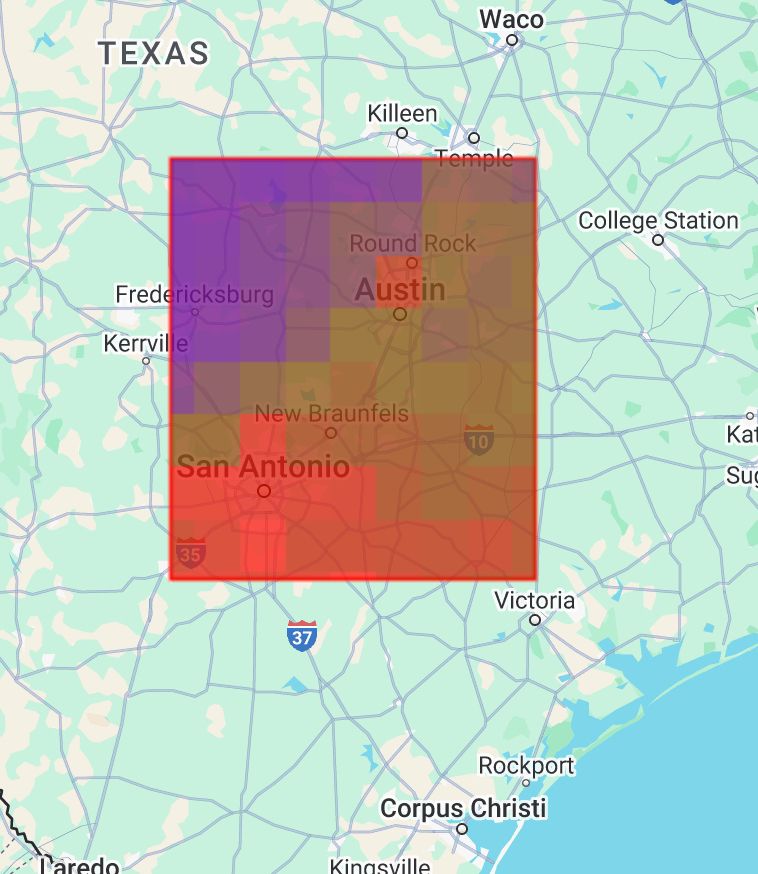 Waco
TEXAS
Killeen
Temple
College Station
Round Rock
Austin
Fredericksburg
Kerrville
New Braunfels
10
Kat
San Antonio
Sug
35
Victoria
37
Rockport
Corpus Christi
Laredo
Kingsville